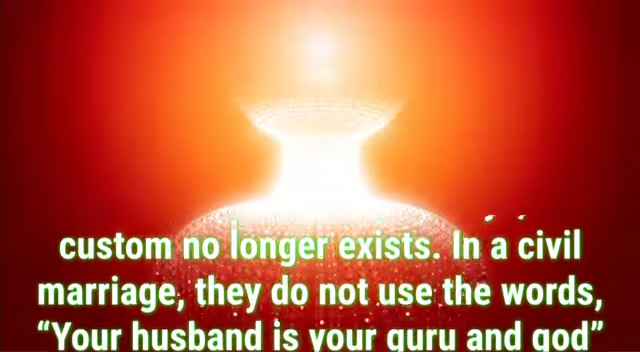 custom no longer exists. In a civil
marriage, they do not use the words,
“Your husband is your guru and god”